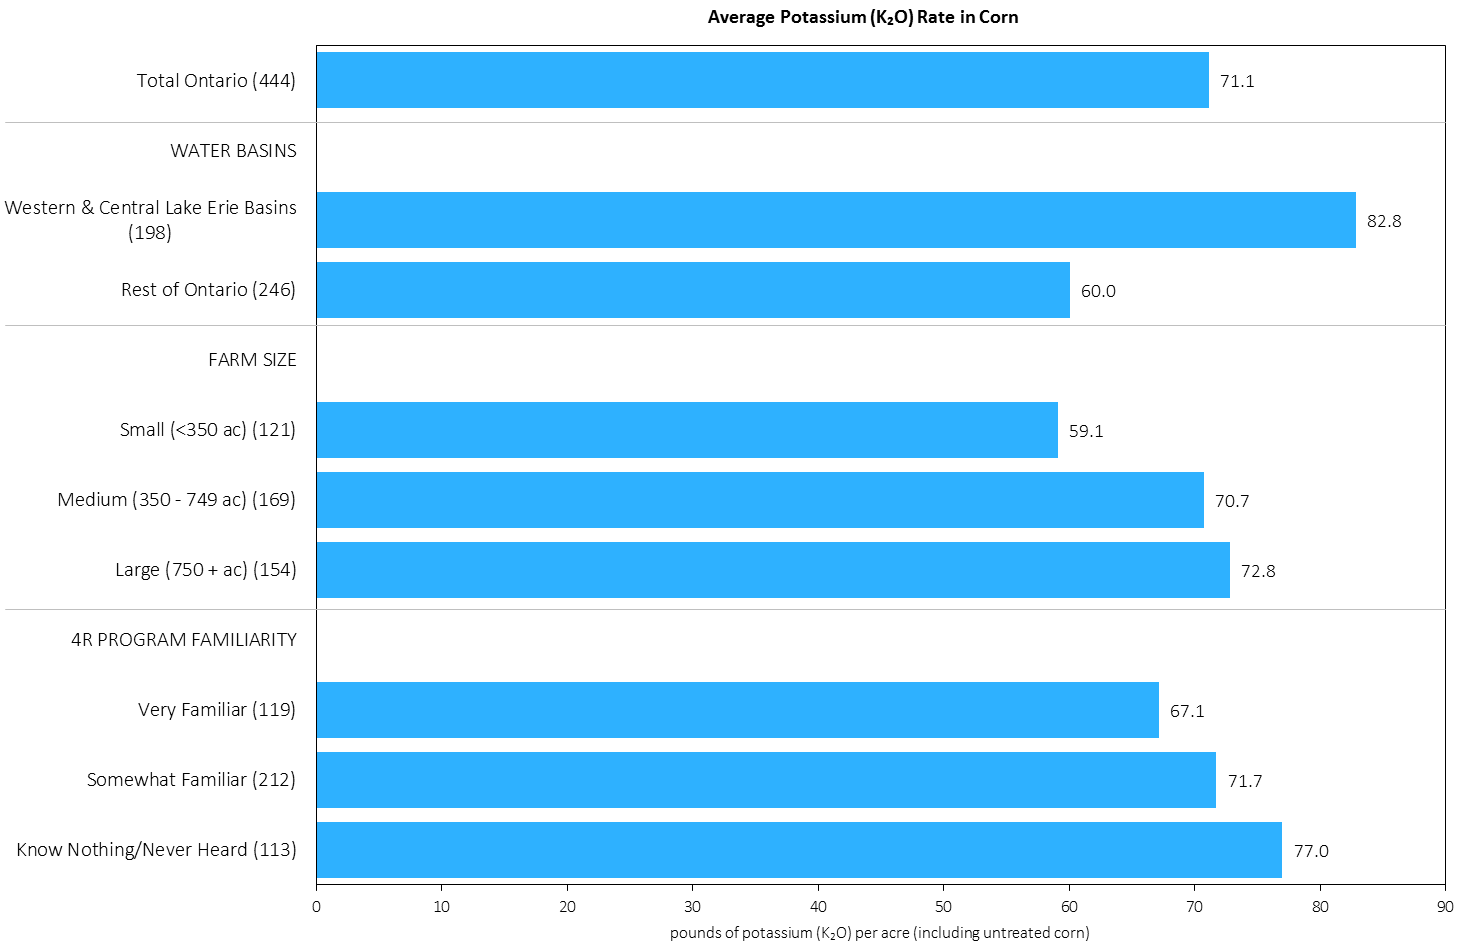 Average Potassium (K₂O) Rate in Corn
Total Ontario (444)
71.1
WATER BASINS
Western & Central Lake Erie Basins
(198)
82.8
Rest of Ontario (246)
60.0
FARM SIZE
Small (<350 ac) (121)
59.1
Medium (350 - 749 ac) (169)
70.7
Large (750 + ac) (154)
72.8
4R PROGRAM FAMILIARITY
Very Familiar (119)
67.1
Somewhat Familiar (212)
71.7
Know Nothing/Never Heard (113)
77.0
0 10 20 30 40 50 60 70 80 90
pounds of potassium (K₂O) per acre (including untreated corn)